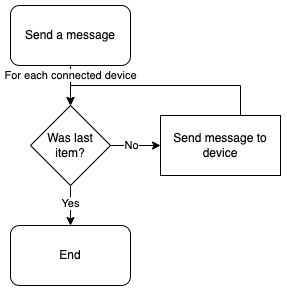 Send a message
For each connected device
Was last
item?
No
Send message to
device
Yes
End